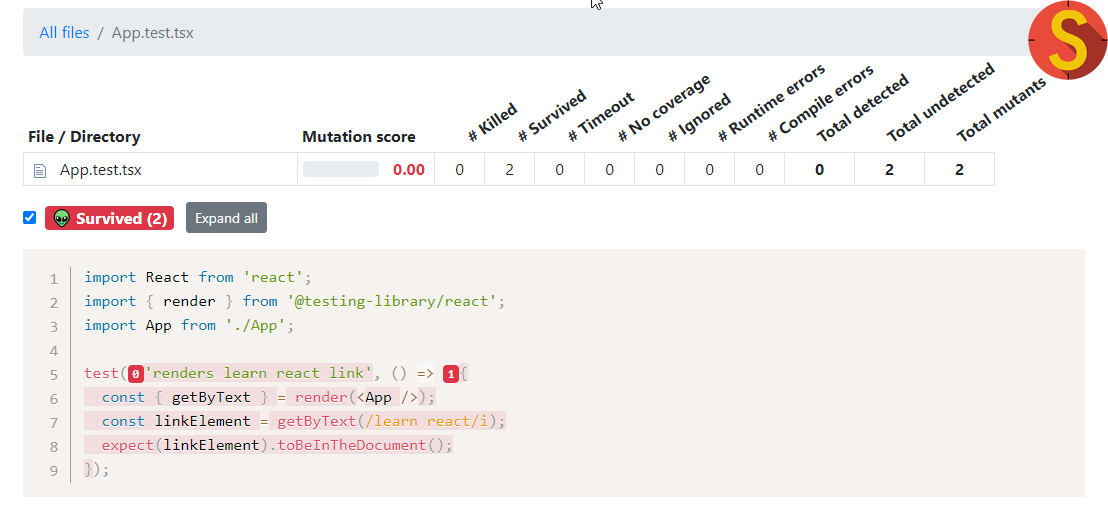 All files / App.test.tsx
S
File / Directory Mutation score # Killed # Survived # Timeout # No coverage # Ignored # Runtime errors # Compile errors Total detected Total undetected Total mutants
App.test.tsx 0.00 0 2 0 0 0 0 0 0 2 2
Survived (2) Expand all
1 import React from 'react';
2 import { render } from '@testing-library/react';
3 import App from './App';
4
5 test(0'renders learn react link', () => 1{
6 const { getByText } = render(<App />);
7 const linkElement = getByText(/learn react/i);
8 expect(linkElement).toBeInTheDocument();
9 });